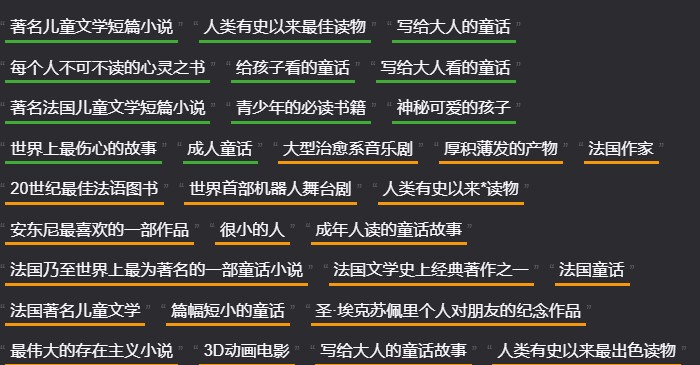 “著名儿童文学短篇小说” “人类有史以来最佳读物” “写给大人的童话”
“每个人不可不读的心灵之书” “给孩子看的童话” “写给大人看的童话”
“著名法国儿童文学短篇小说” “青少年的必读书籍” “神秘可爱的孩子”
“世界上最伤心的故事” “成人童话” “大型治愈系音乐剧” “厚积薄发的产物” “法国作家”
“20世纪最佳法语图书” “世界首部机器人舞台剧” “人类有史以来*读物”
“安东尼最喜欢的一部作品” “很小的人” “成年人读的童话故事”
“法国乃至世界上最为著名的一部童话小说” “法国文学史上经典著作之一” “法国童话”
“法国著名儿童文学” “篇幅短小的童话” “圣·埃克苏佩里个人对朋友的纪念作品”
“最伟大的存在主义小说” “3D动画电影” “写给大人的童话故事” “人类有史以来最出色读物”